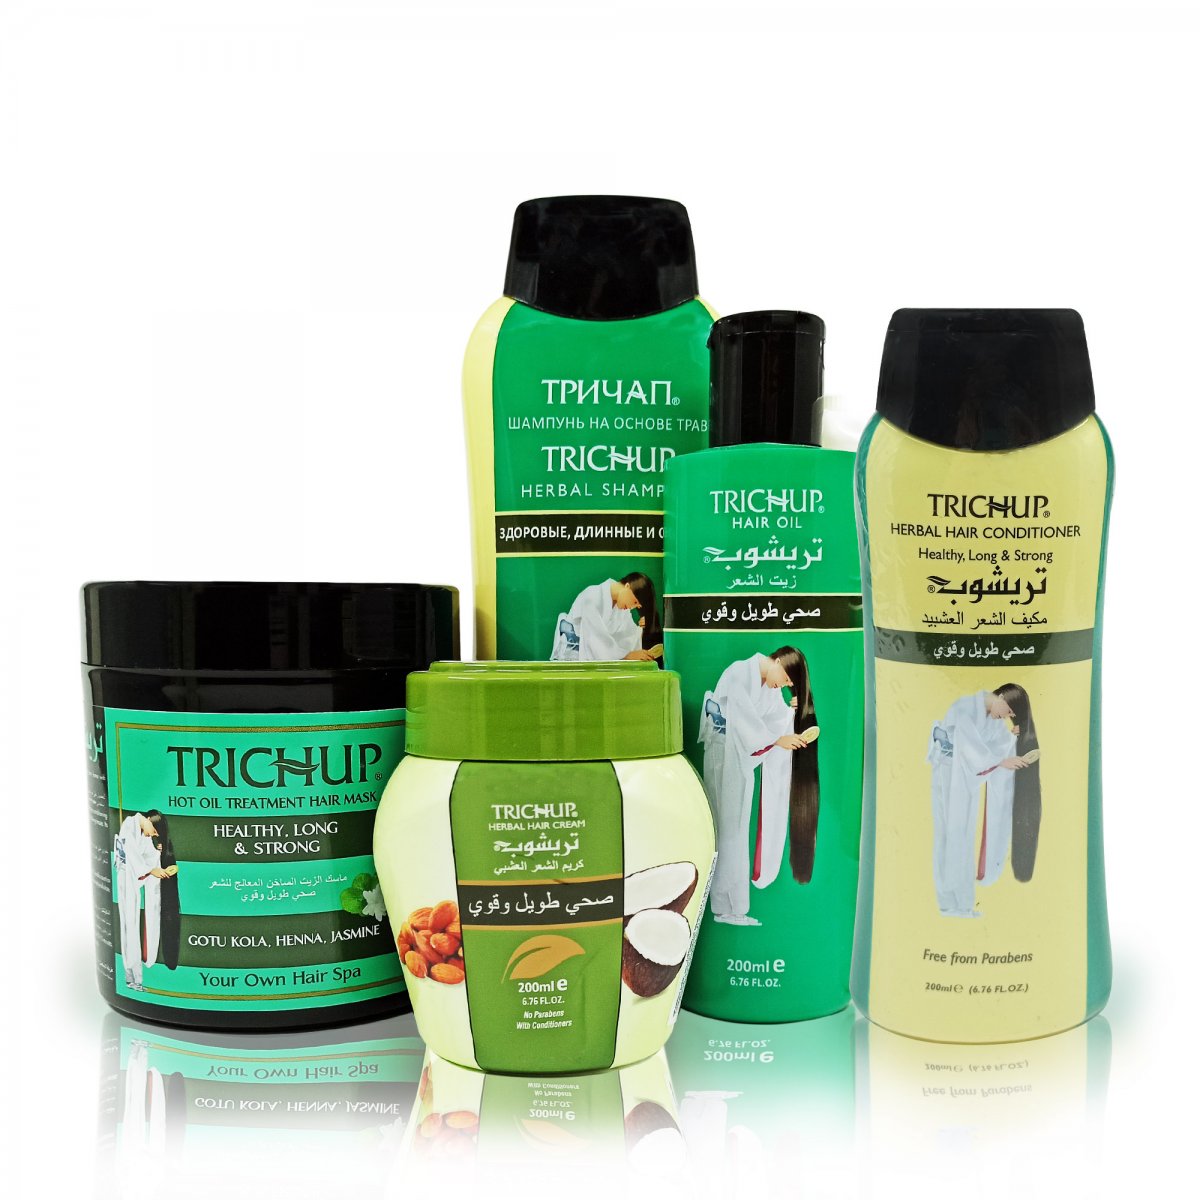 ТРИЧАП®
ШАМПУНЬ НА ОСНОВЕ ТРАВ
TRICHUP
HERBAL
ЗДОРОВЫЕ, ДЛИННЫЕ И
TRICHUP®
HAIR OIL
تريشوب®
زيت الشعر
صحي طويل وقوي
200ml e
6.76 FL.OZ.
TRICHUP®
HERBAL HAIR CONDITIONER
Healthy, Long & Strong
تريشوب®
مكيف الشعر العشبيد
صحي طويل وقوي
Free from Parabens
200ml e (6.76 FL.OZ.)
TRICHUP®
HOT OIL TREATMENT HAIR MASK
HEALTHY, LONG
& STRONG
ماسك الزيت الساخن المعالج للشعر
صحي طويل وقوي
GOTU KOLA, HENNA, JASMINE
Your Own Hair Spa
TRICHUP®
HERBAL HAIR CREAM
تريشوب®
كريم الشعر العشبي
صحي طويل وقوي
200ml e
6.76 FL.OZ.
No Parabens
With Conditioners